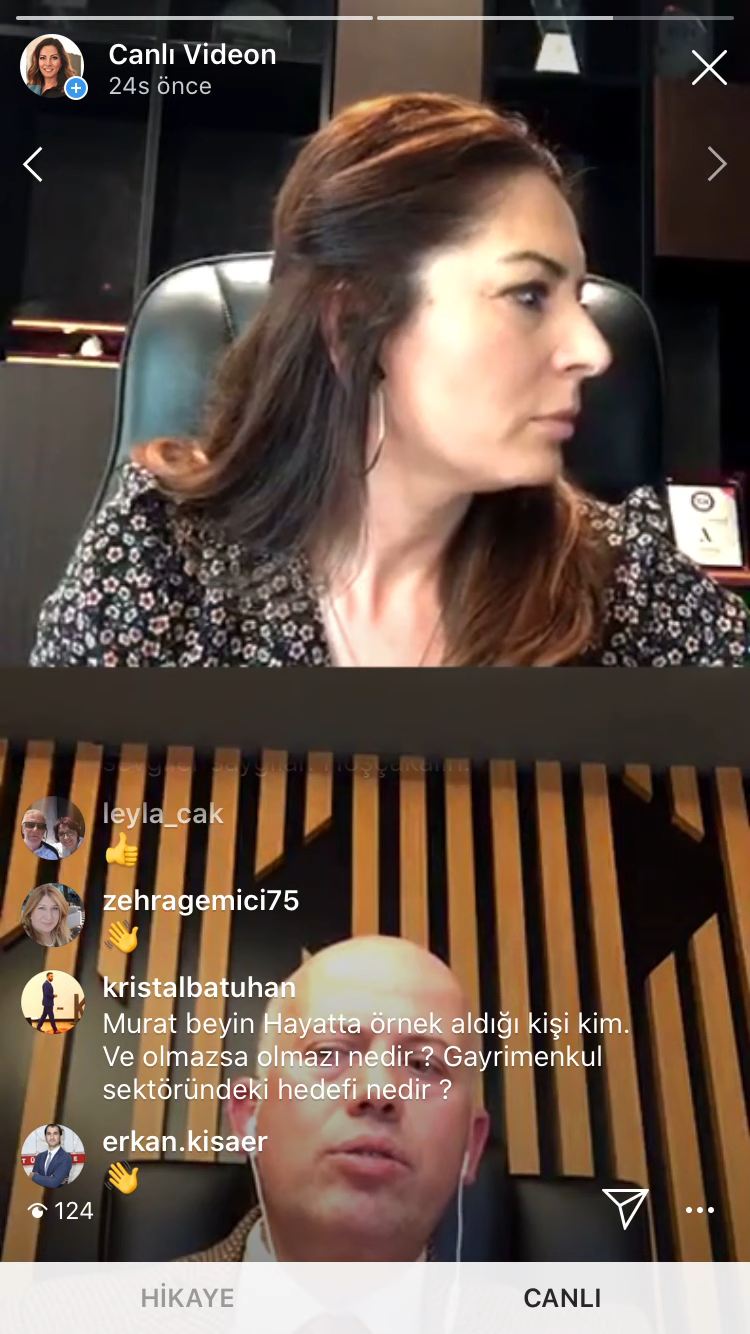 Canlı Videon
24s önce
leyla_cak
👍
zehragemici75
👋
kristalbatuhan
Murat beyin Hayatta örnek aldığı kişi kim.
Ve olmazsa olmazı nedir ? Gayrimenkul
sektöründeki hedefi nedir ?
erkan.kisaer
👋
124
HİKAYE
CANLI